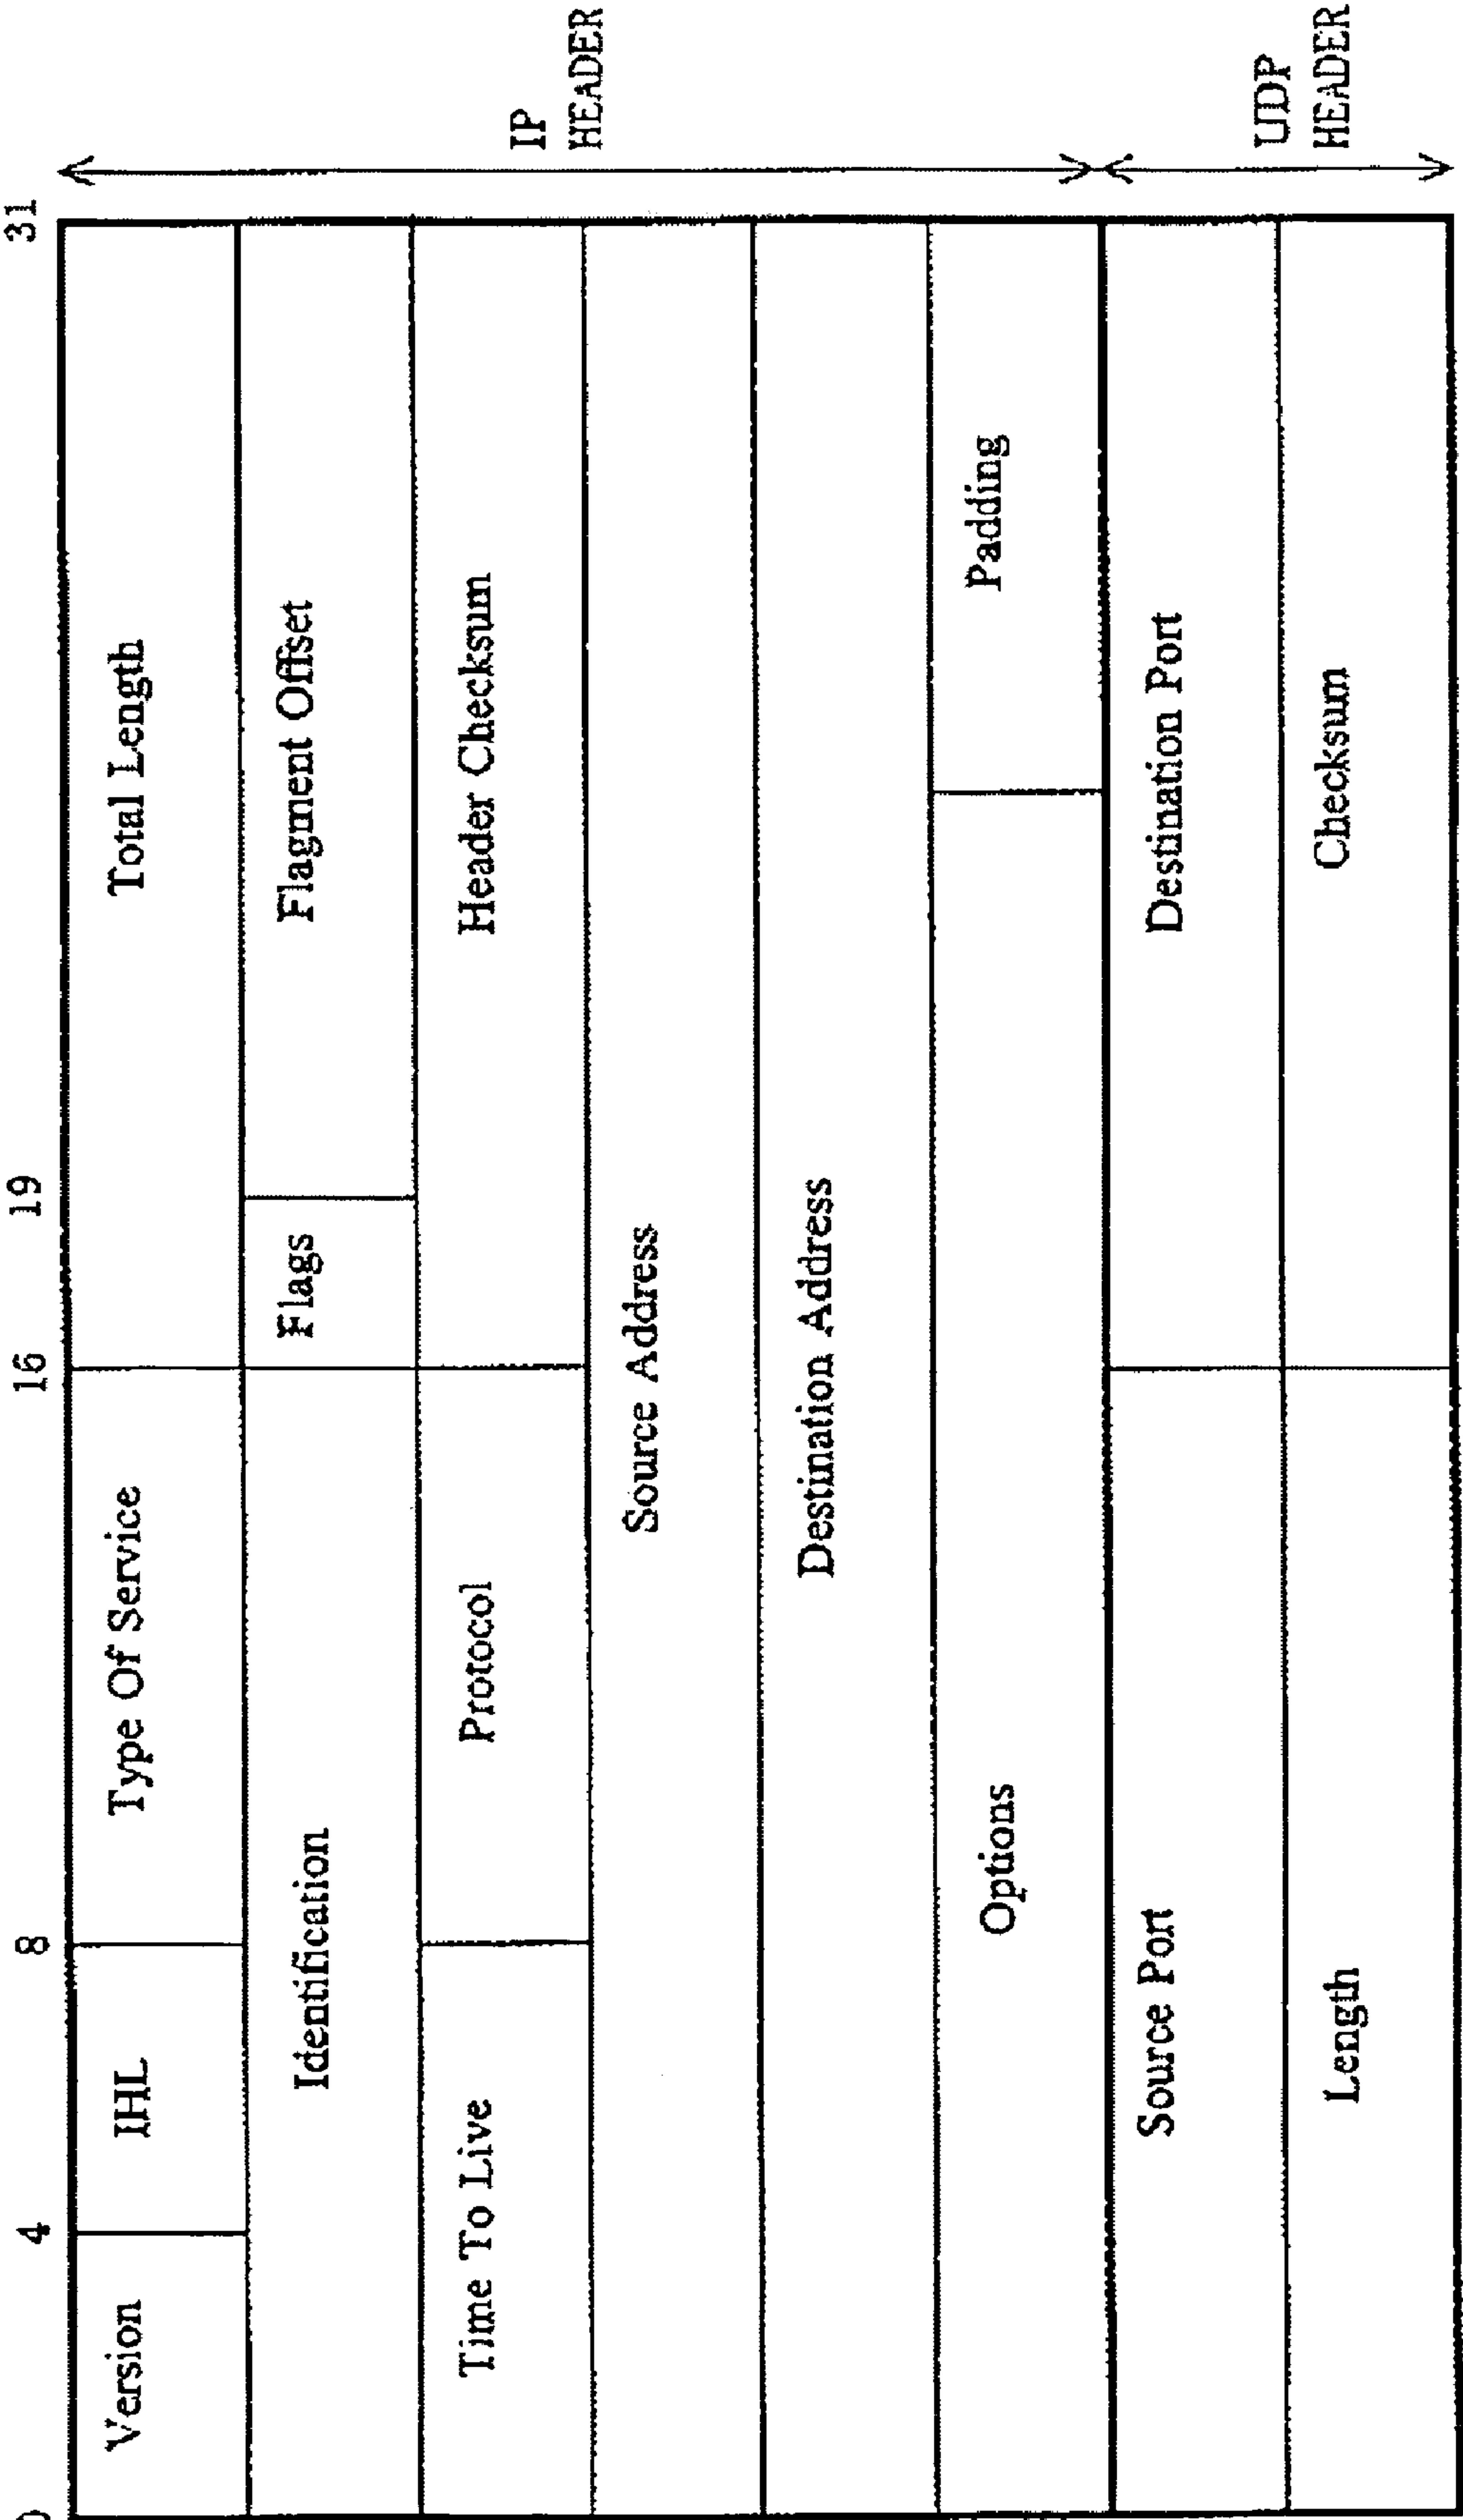 0 4 8 16 19 31
Version IHL Type Of Service Total Length
Identification Flags Flagment Offset
Time To Live Protocol Header Checksum
Source Address
Destination Address
Options Padding
Source Port Destination Port
Length Checksum
IP
HEADER
UDP
HEADER